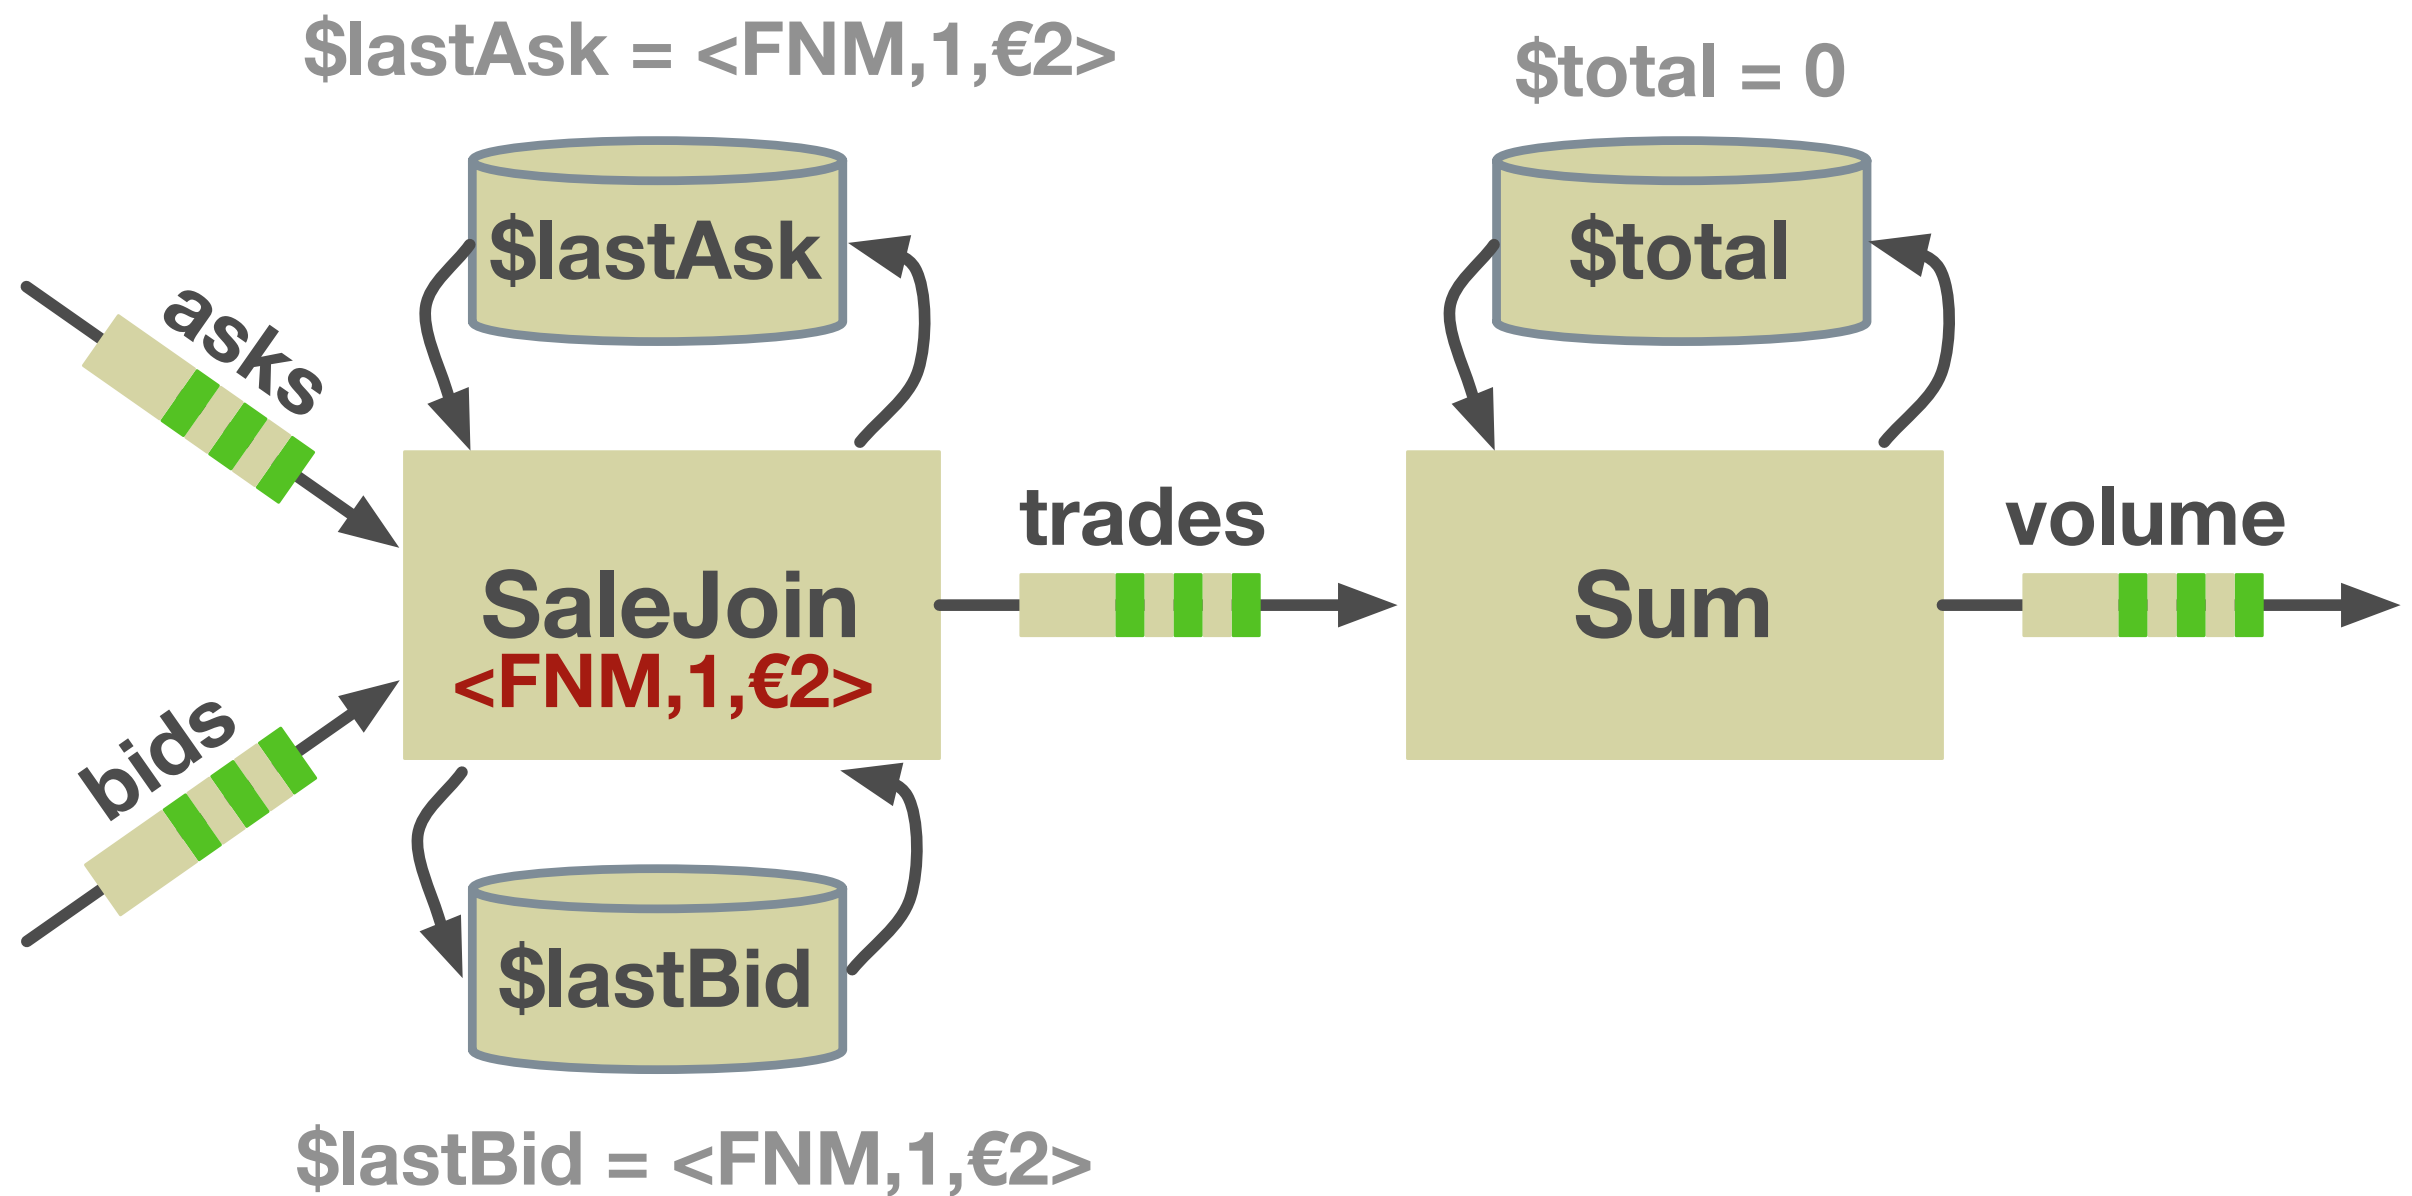 $lastAsk = <FNM,1,€2>
$total = 0
$lastAsk
$total
asks
trades
volume
SaleJoin
<FNM,1,€2>
Sum
bids
$lastBid
$lastBid = <FNM,1,€2>